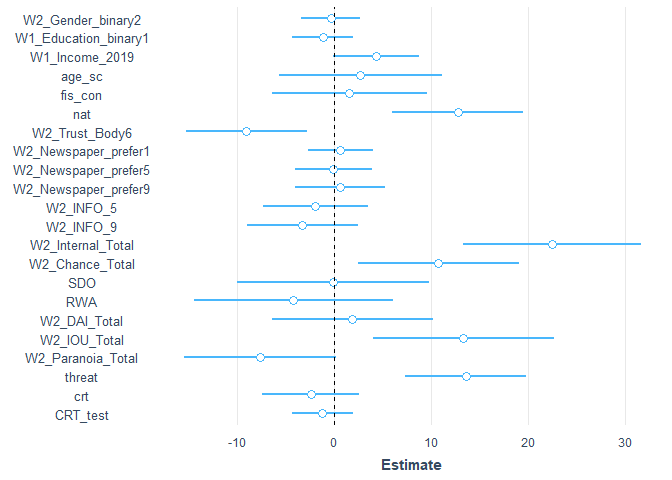 W2_Gender_binary2
W1_Education_binary1
W1_Income_2019
age_sc
fis_con
nat
W2_Trust_Body6
W2_Newspaper_prefer1
W2_Newspaper_prefer5
W2_Newspaper_prefer9
W2_INFO_5
W2_INFO_9
W2_Internal_Total
W2_Chance_Total
SDO
RWA
W2_DAI_Total
W2_IOU_Total
W2_Paranoia_Total
threat
crt
CRT_test
-10 0 10 20 30
Estimate